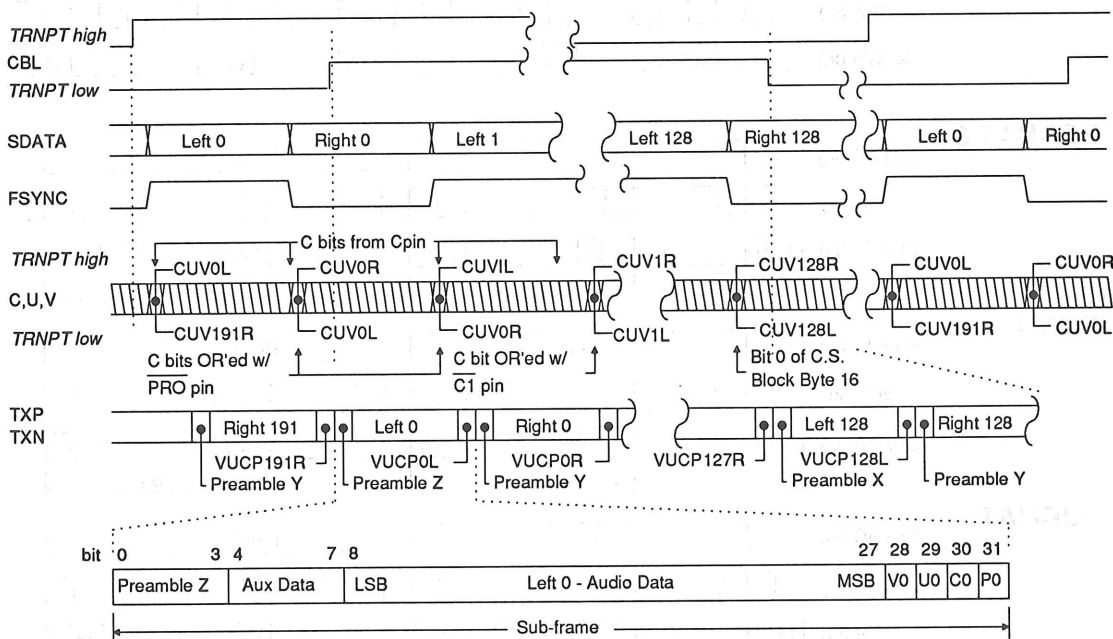 TRNPT high
CBL
TRNPT low
SDATA Left 0 Right 0 Left 1 Left 128 Right 128 Left 0 Right 0
FSYNC
C bits from Cpin
TRNPT high
CUV0L CUV0R CUVIL CUV1R CUV128R CUV0L CUV0R
C,U,V
CUV191R CUV0L CUV0R CUV1L CUV128L CUV191R CUV0L
TRNPT low
C bits OR'ed w/ PRO pin
C bit OR'ed w/ C1 pin
Bit 0 of C.S. Block Byte 16
TXP
TXN
Right 191 Left 0 Right 0 Left 128 Right 128
VUCP191R VUCP0L VUCP0R VUCP127R VUCP128L
Preamble Y Preamble Z Preamble Y Preamble X Preamble Y
bit 0 3 4 7 8 27 28 29 30 31
Preamble Z Aux Data LSB Left 0 - Audio Data MSB V0 U0 C0 P0
Sub-frame